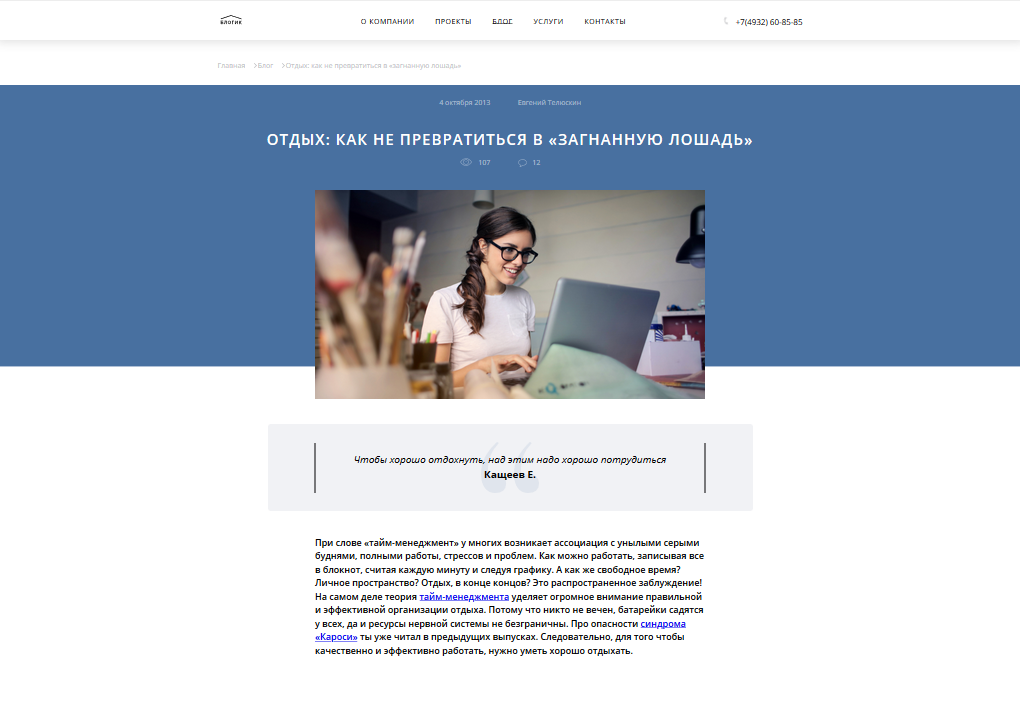 БЛОГИК
О КОМПАНИИ ПРОЕКТЫ БЛОГ УСЛУГИ КОНТАКТЫ +7(4932) 60-85-85
Главная Блог Отдых: как не превратиться в «загнанную лошадь»
4 октября 2013 Евгений Телюскин
ОТДЫХ: КАК НЕ ПРЕВРАТИТЬСЯ В «ЗАГНАННУЮ ЛОШАДЬ»
107 12
Чтобы хорошо отдохнуть, над этим надо хорошо потрудиться
Кащеев Е.
При слове «тайм-менеджмент» у многих возникает ассоциация с унылыми серыми
буднями, полными работы, стрессов и проблем. Как можно работать, записывая все
в блокнот, считая каждую минуту и следуя графику. А как же свободное время?
Личное пространство? Отдых, в конце концов? Это распространенное заблуждение!
На самом деле теория тайм-менеджмента уделяет огромное внимание правильной
и эффективной организации отдыха. Потому что никто не вечен, батарейки садятся
у всех, да и ресурсы нервной системы не безграничны. Про опасности синдрома
«Кароси» ты уже читал в предыдущих выпусках. Следовательно, для того чтобы
качественно и эффективно работать, нужно уметь хорошо отдыхать.